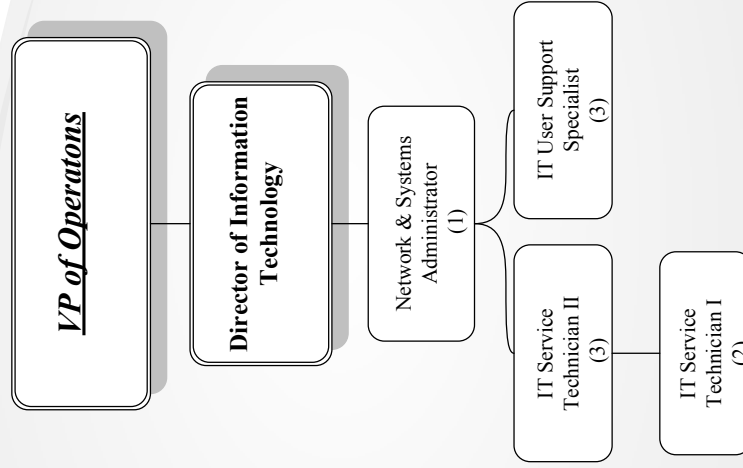 VP of Operatons
Director of Information
Technology
Network & Systems
Administrator
(1)
IT Service
Technician II
(3)
IT User Support
Specialist
(3)
IT Service
Technician I
(2)